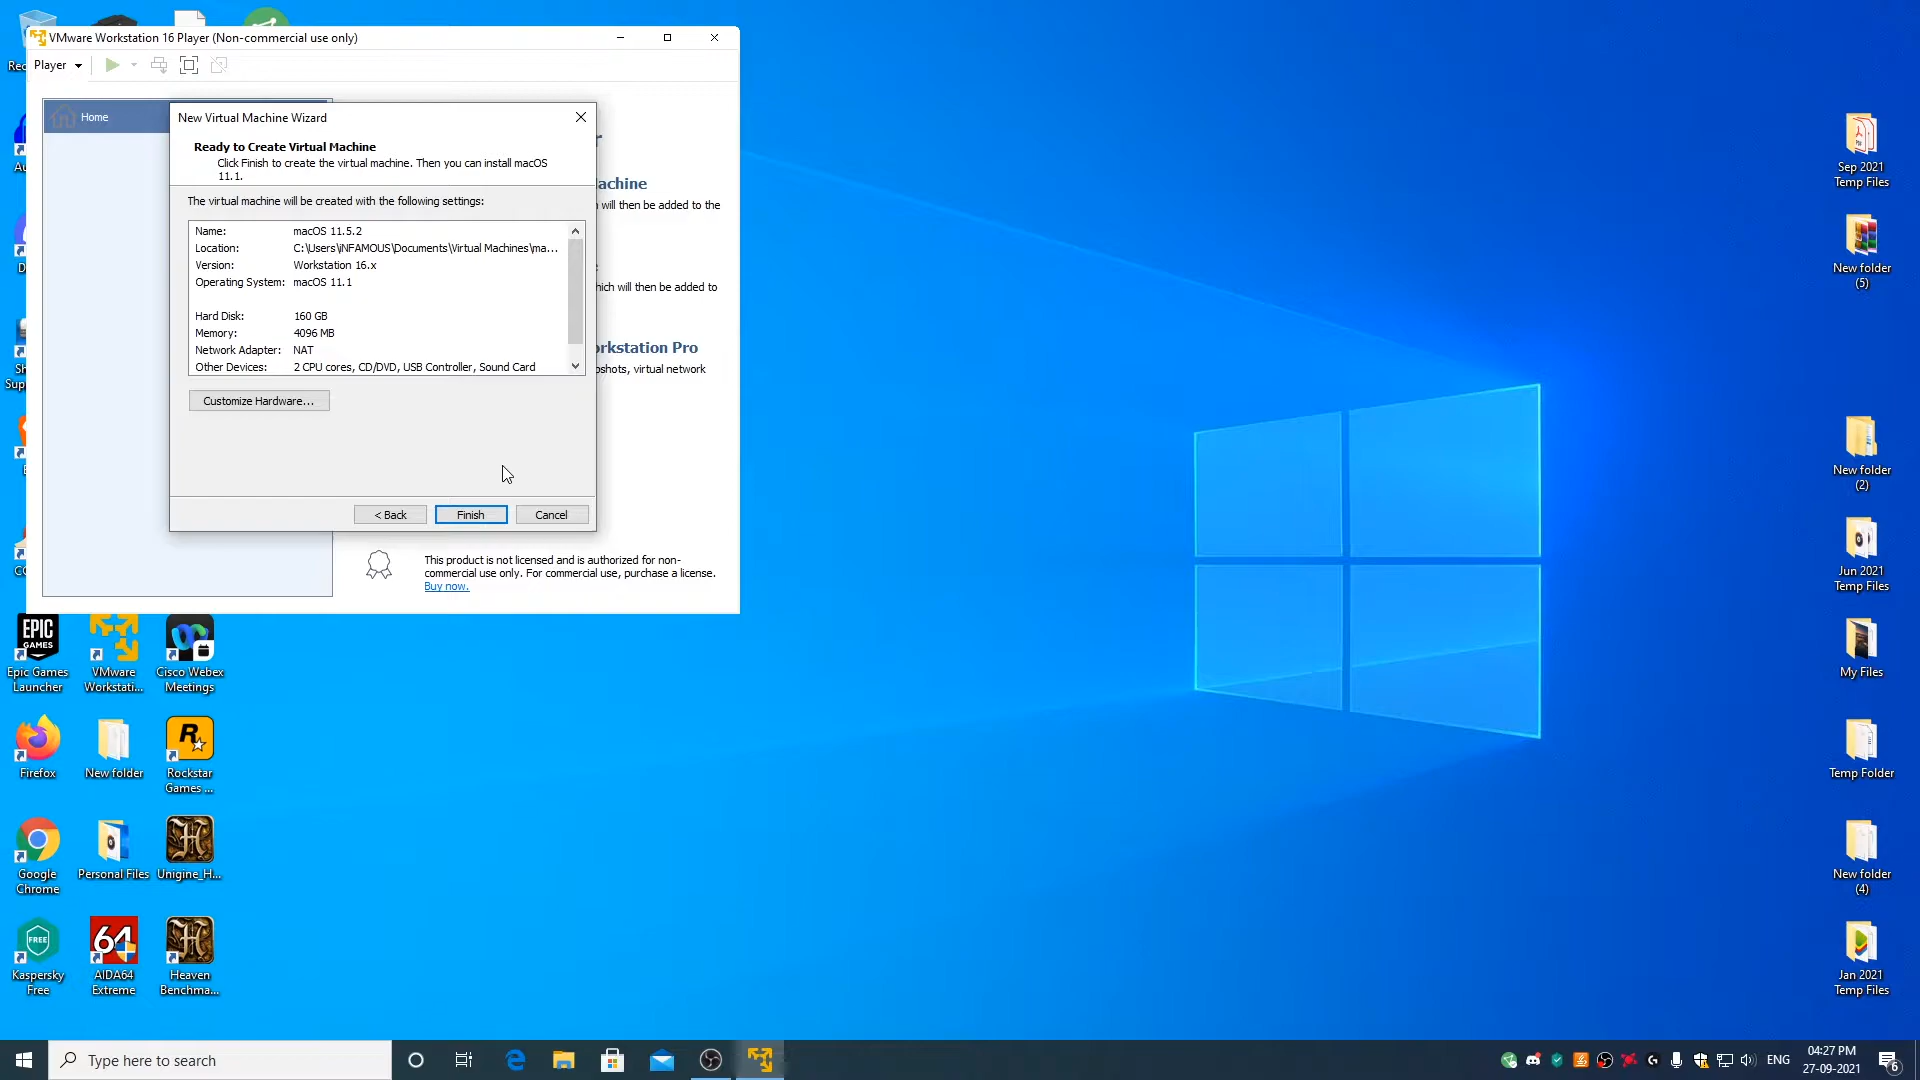 VMware Workstation 16 Player (Non-commercial use only)
Player
Home
New Virtual Machine Wizard
Ready to Create Virtual Machine
Click Finish to create the virtual machine. Then you can install macOS
11.1.
The virtual machine will be created with the following settings:
Name: macOS 11.5.2
Location: C:\Users\iNFAMOUS\Documents\Virtual Machines\ma...
Version: Workstation 16.x
Operating System: macOS 11.1
Hard Disk: 160 GB
Memory: 4096 MB
Network Adapter: NAT
Other Devices: 2 CPU cores, CD/DVD, USB Controller, Sound Card
Customize Hardware...
< Back
Finish
Cancel
will then be added to the
will then be added to
orkstation Pro
pshots, virtual network
This product is not licensed and is authorized for non-
commercial use only. For commercial use, purchase a license.
Buy now.
EPIC
GAMES
Epic Games
Launcher
VMware
Workstati...
Cisco Webex
Meetings
Firefox
New folder
Rockstar
Games ...
Google
Chrome
Personal Files
Unigine_H...
FREE
Kaspersky
Free
64
AIDA64
Extreme
Heaven
Benchma...
Sep 2021
Temp Files
New folder
(5)
New folder
(2)
Jun 2021
Temp Files
My Files
Temp Folder
New folder
(4)
Jan 2021
Temp Files
Type here to search
ENG
04:27 PM
27-09-2021
6